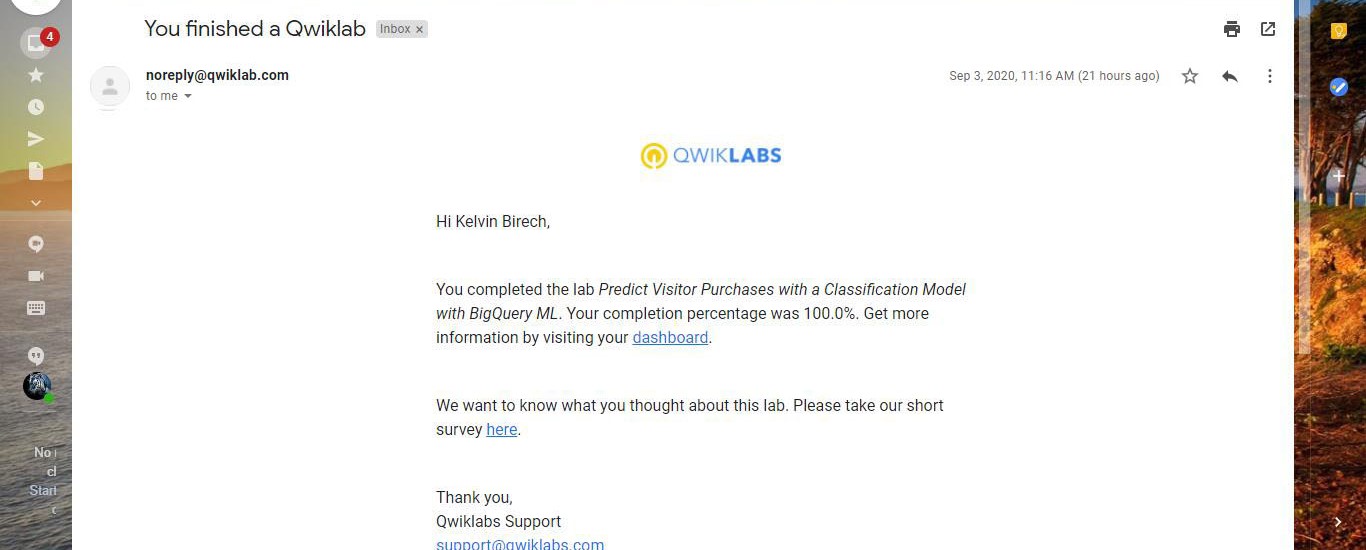 You finished a Qwiklab Inbox ×
4
noreply@qwiklab.com
Sep 3, 2020, 11:16 AM (21 hours ago)
to me
QWIKLABS
Hi Kelvin Birech,
You completed the lab Predict Visitor Purchases with a Classification Model
with BigQuery ML. Your completion percentage was 100.0%. Get more
information by visiting your dashboard.
We want to know what you thought about this lab. Please take our short
survey here.
Thank you,
Qwiklabs Support
support@qwiklabs.com
No